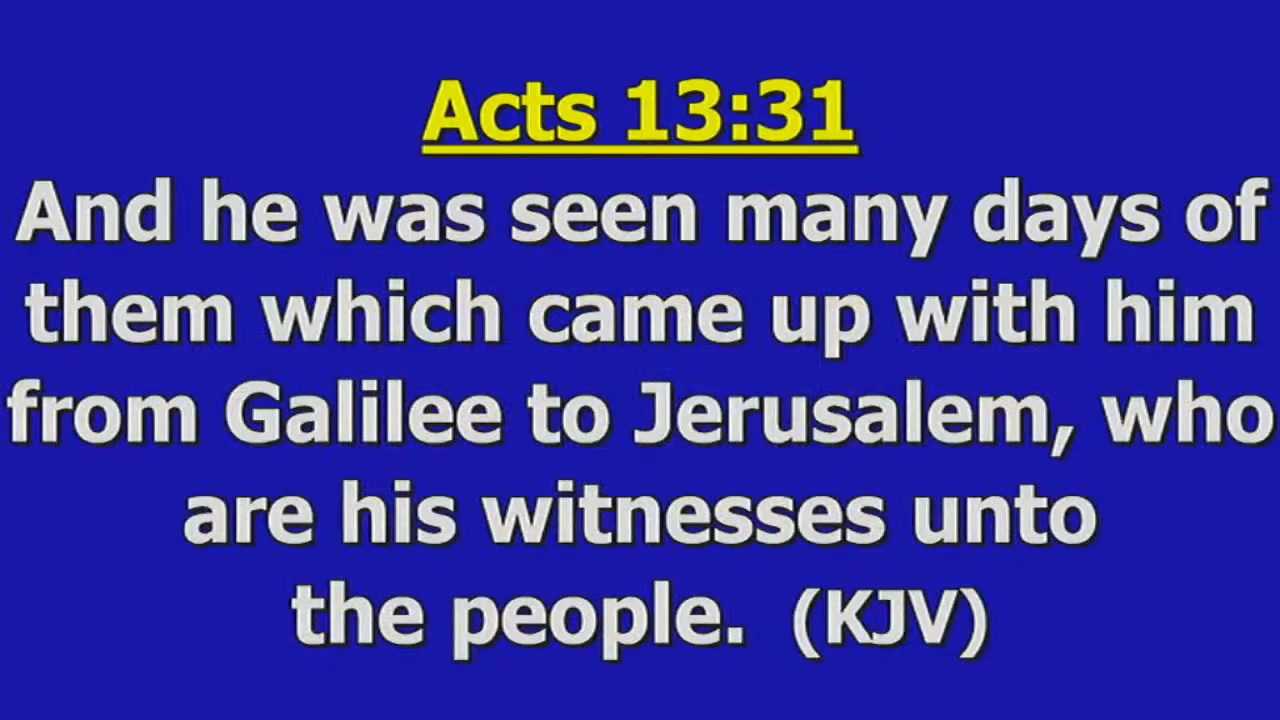 Acts 13:31
And he was seen many days of
them which came up with him
from Galilee to Jerusalem, who
are his witnesses unto
the people.  (KJV)